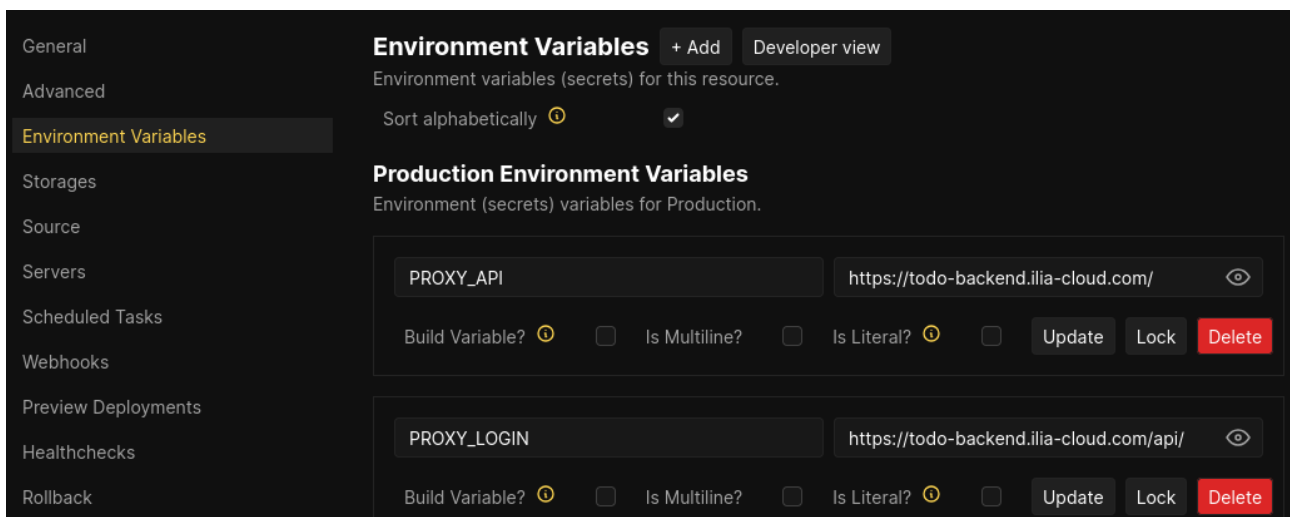 General
Advanced
Environment Variables
Storages
Source
Servers
Scheduled Tasks
Webhooks
Preview Deployments
Healthchecks
Rollback
Environment Variables + Add Developer view
Environment variables (secrets) for this resource.
Sort alphabetically
Production Environment Variables
Environment (secrets) variables for Production.
PROXY_API https://todo-backend.ilia-cloud.com/
Build Variable? Is Multiline? Is Literal? Update Lock Delete
PROXY_LOGIN https://todo-backend.ilia-cloud.com/api/
Build Variable? Is Multiline? Is Literal? Update Lock Delete